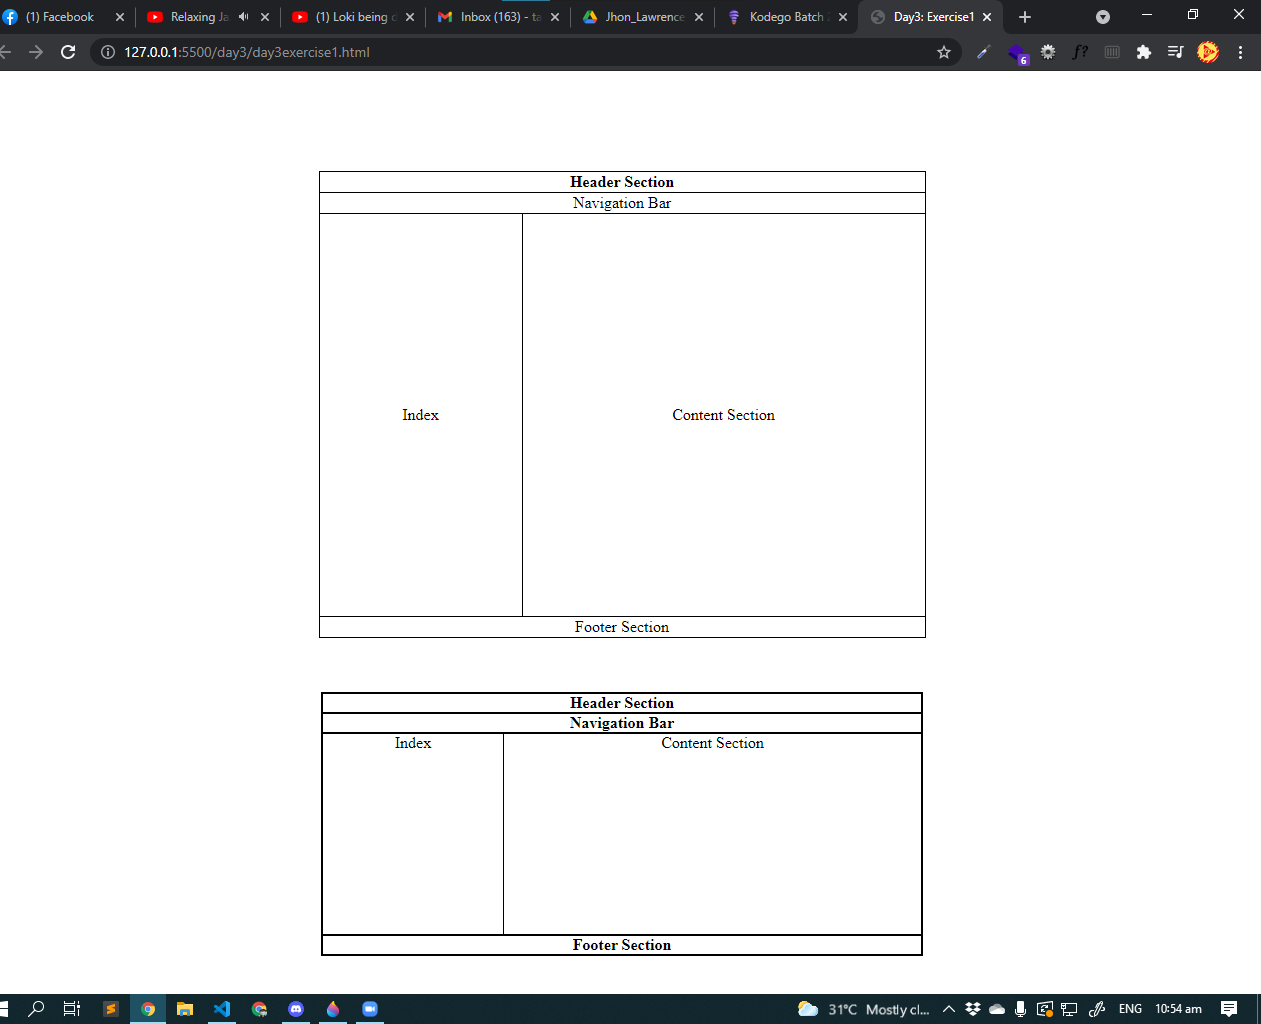 (1) Facebook
Relaxing Ja
(1) Loki being
Inbox (163) - ta
Jhon_Lawrence
Kodego Batch
Day3: Exercise1
127.0.0.1:5500/day3/day3exercise1.html
6
f?
Header Section
Navigation Bar
Index
Content Section
Footer Section
Header Section
Navigation Bar
Index
Content Section
Footer Section
31°C Mostly cl...
ENG
10:54 am